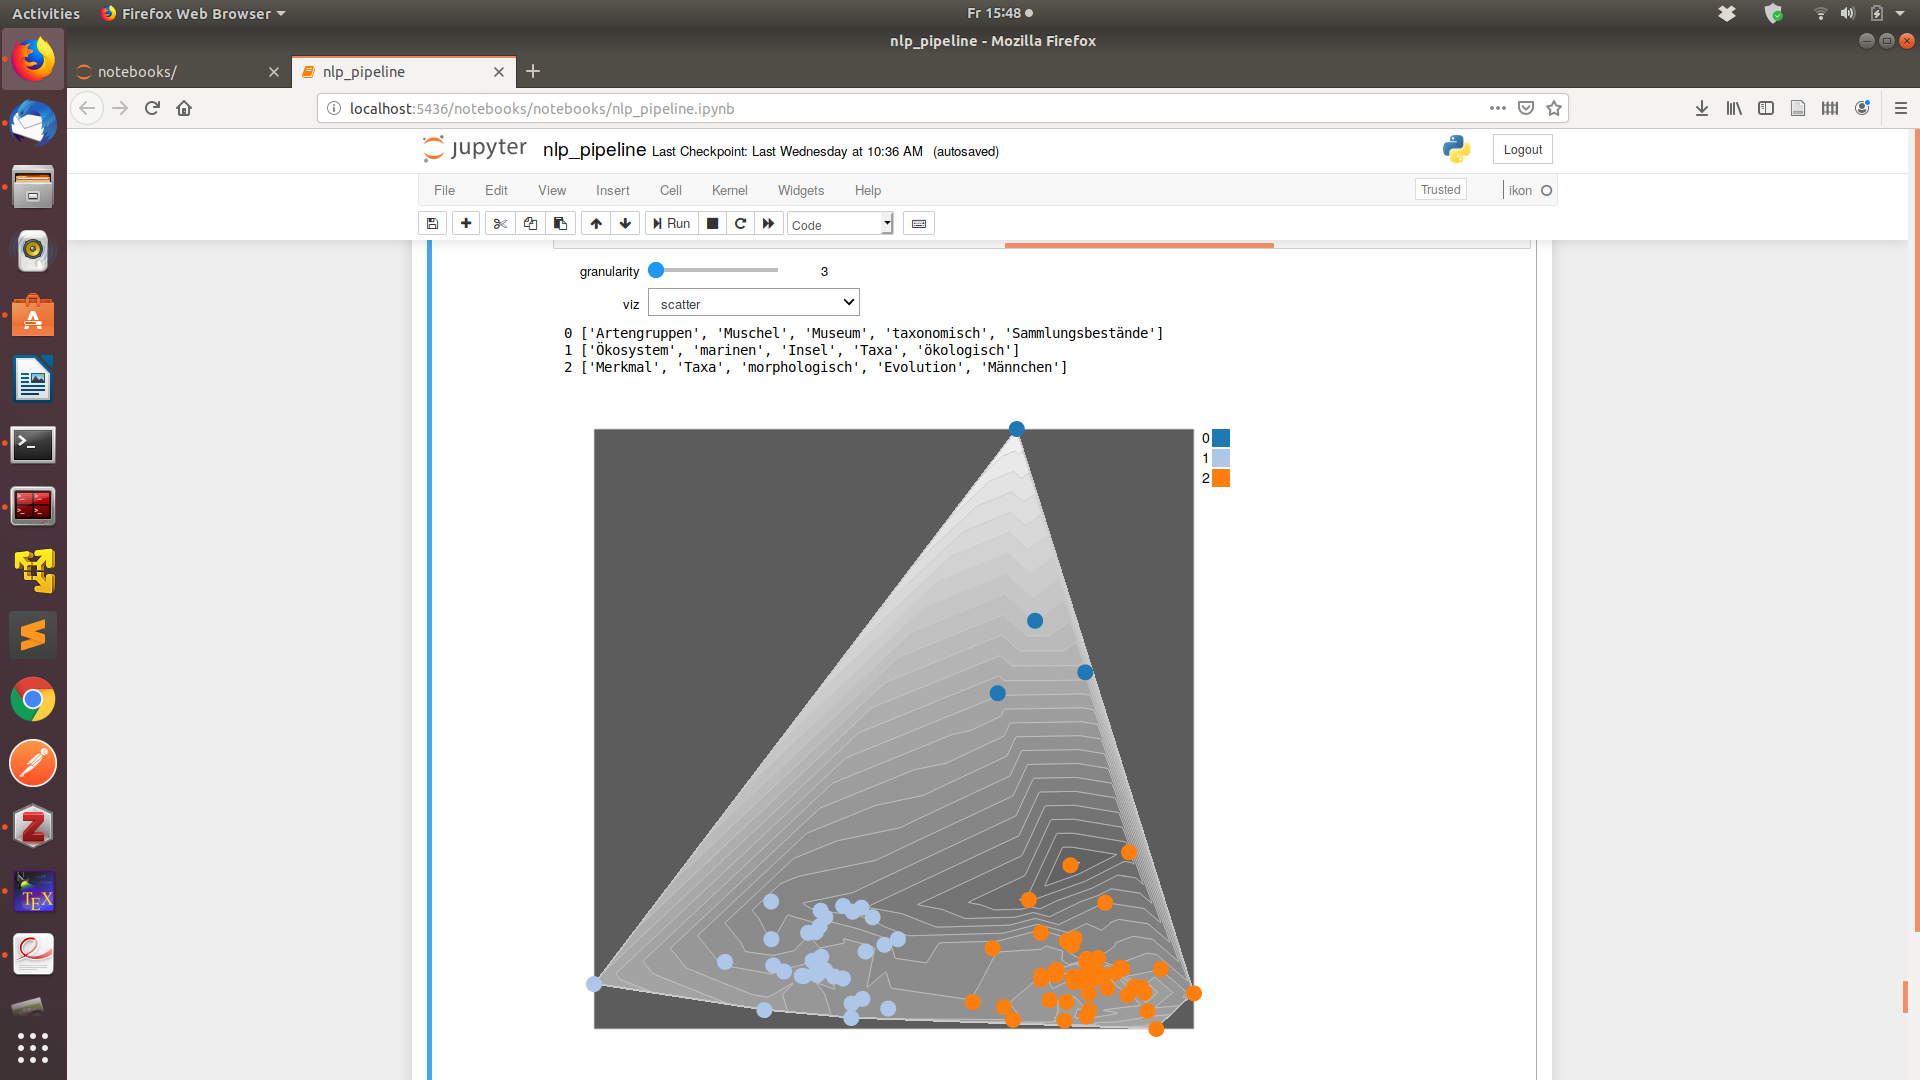 Activities Firefox Web Browser Fr 15:48
nlp_pipeline - Mozilla Firefox
notebooks/ nlp_pipeline
localhost:5436/notebooks/notebooks/nlp_pipeline.ipynb
jupyter nlp_pipeline Last Checkpoint: Last Wednesday at 10:36 AM (autosaved) Logout
File Edit View Insert Cell Kernel Widgets Help Trusted ikon
Run Code
granularity 3
viz scatter
0 ['Artengruppen', 'Muschel', 'Museum', 'taxonomisch', 'Sammlungsbestände']
1 ['Ökosystem', 'marinen', 'Insel', 'Taxa', 'ökologisch']
2 ['Merkmal', 'Taxa', 'morphologisch', 'Evolution', 'Männchen']
0
1
2
A
Z
TEX